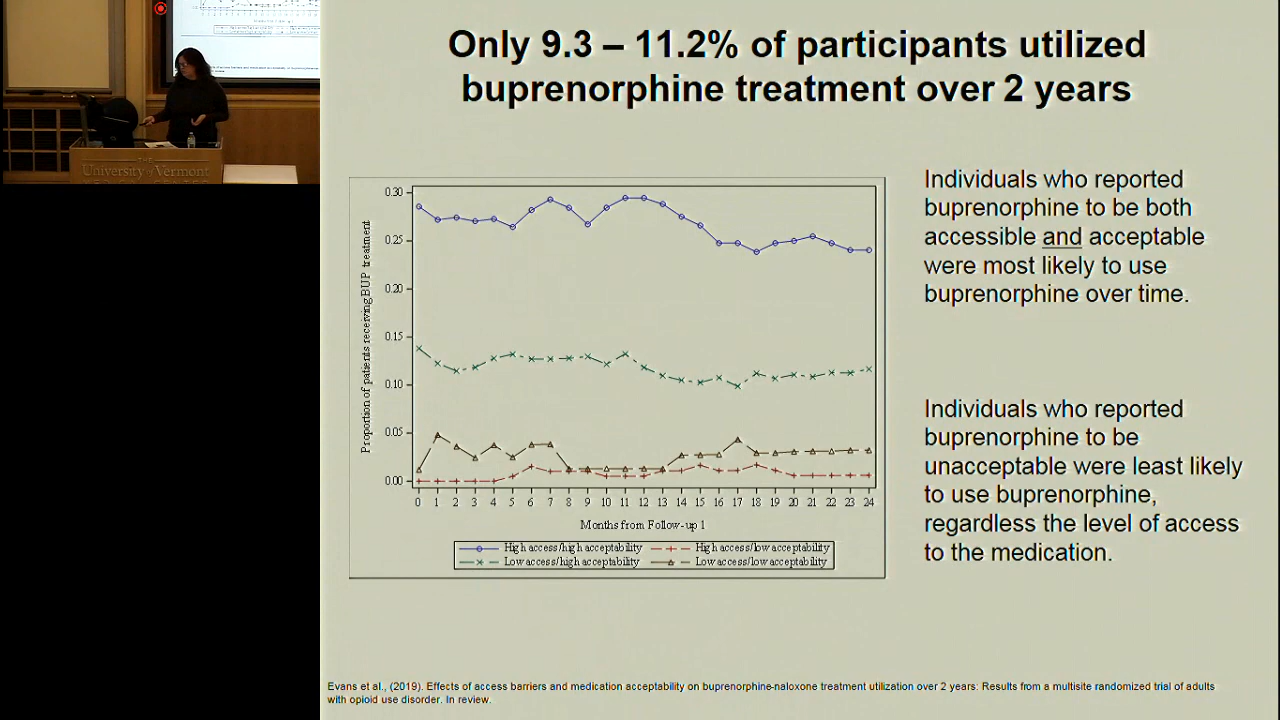 Only 9.3 – 11.2% of participants utilized
buprenorphine treatment over 2 years
THE
University of Vermont
MEDICAL CENTER
Individuals who reported
buprenorphine to be both
accessible and acceptable
were most likely to use
buprenorphine over time.
Individuals who reported
buprenorphine to be
unacceptable were least likely
to use buprenorphine,
regardless the level of access
to the medication.
Proportion of patients receiving BUP treatment
0.30
0.25
0.20
0.15
0.10
0.05
0.00
0 1 2 3 4 5 6 7 8 9 10 11 12 13 14 15 16 17 18 19 20 21 22 23 24
Months from Follow-up 1
High access/high acceptability High access/low acceptability
Low access/high acceptability Low access/low acceptability
Evans et al., (2019). Effects of access barriers and medication acceptability on buprenorphine-naloxone treatment utilization over 2 years: Results from a multisite randomized trial of adults
with opioid use disorder. In review.